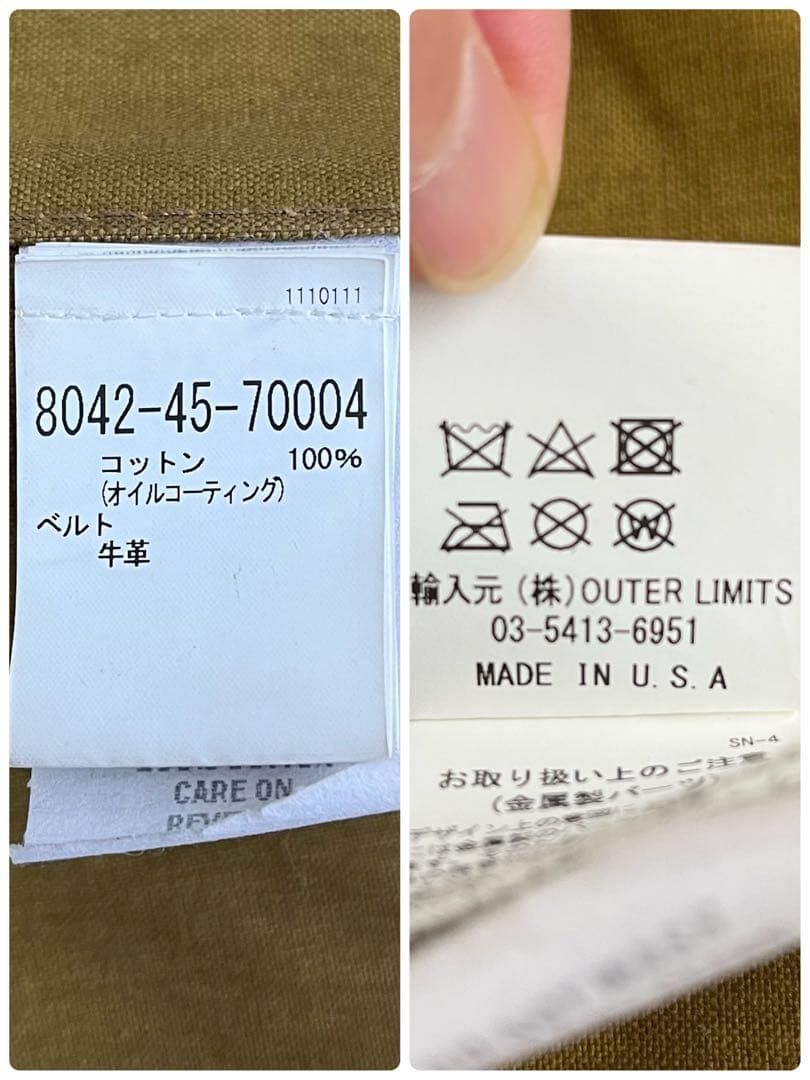 1110111
8042-45-70004
コットン 100%
(オイルコーティング)
ベルト
牛革
CARE ON
輸入元 (株)OUTER LIMITS
03-5413-6951
MADE IN U.S.A
SN-4
お取り扱い上のご注意
(金属製パーツ)